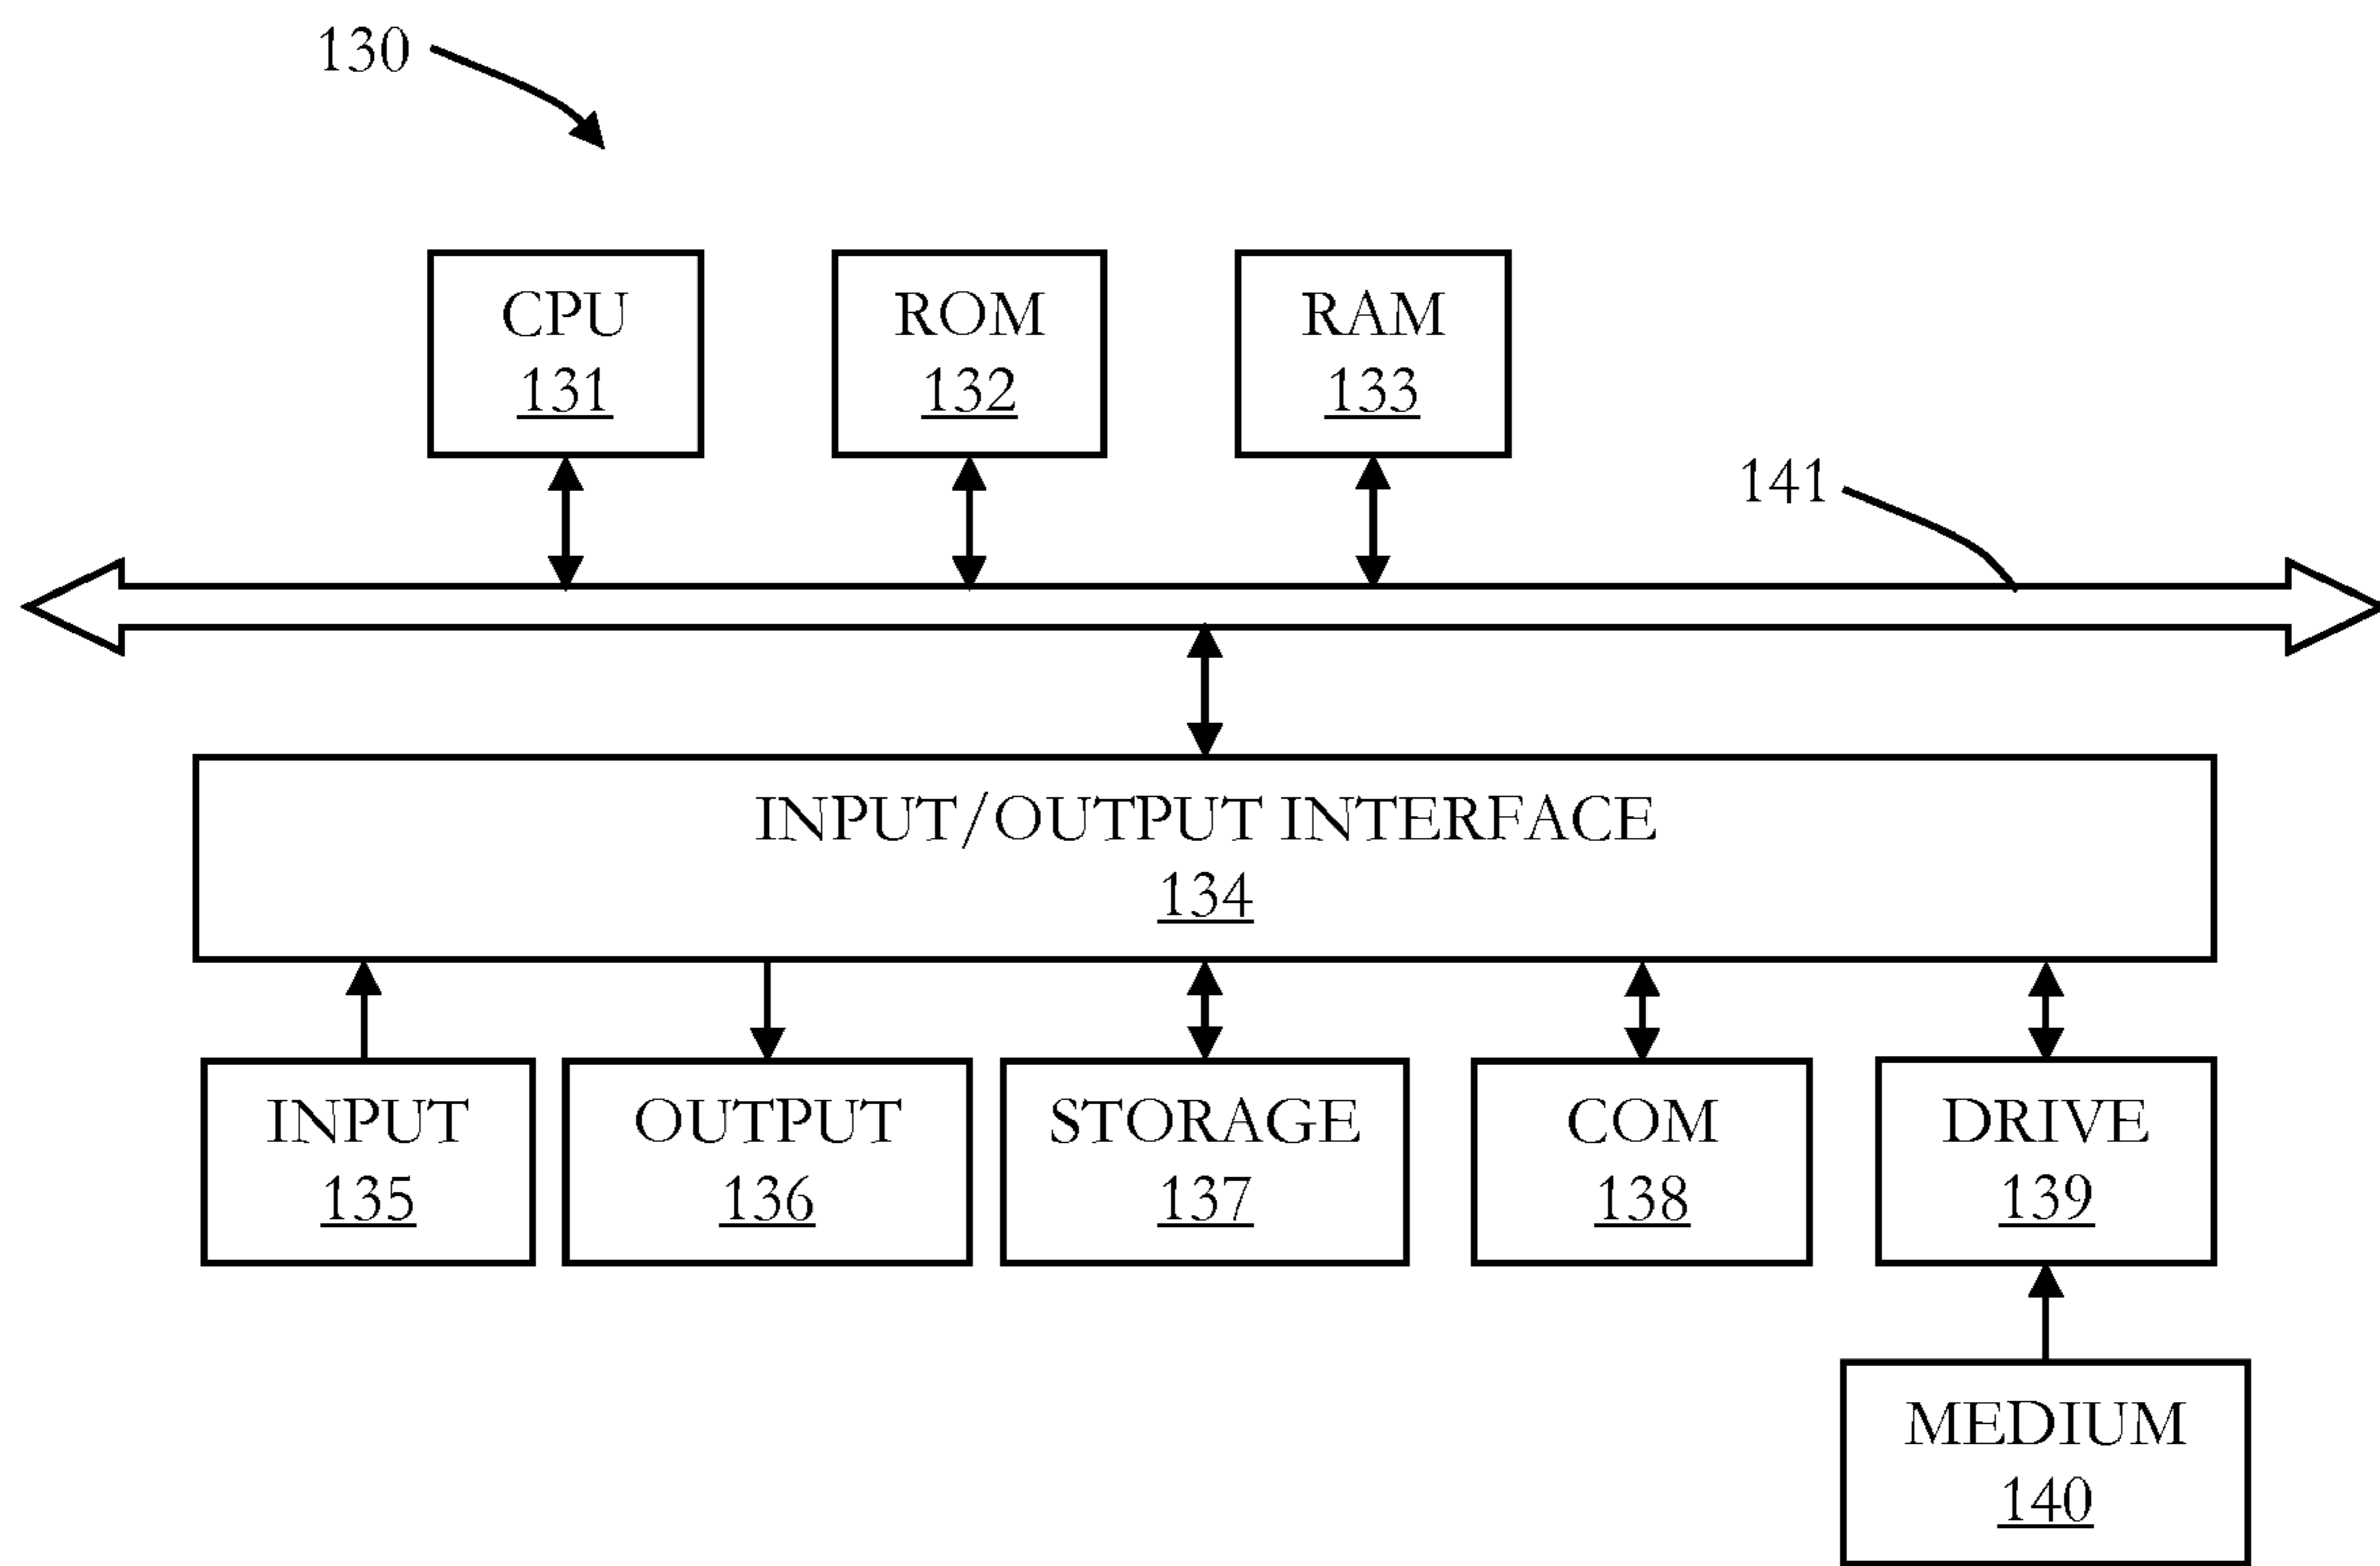 130
CPU
131
ROM
132
RAM
133
141
INPUT/OUTPUT INTERFACE
134
INPUT
135
OUTPUT
136
STORAGE
137
COM
138
DRIVE
139
MEDIUM
140